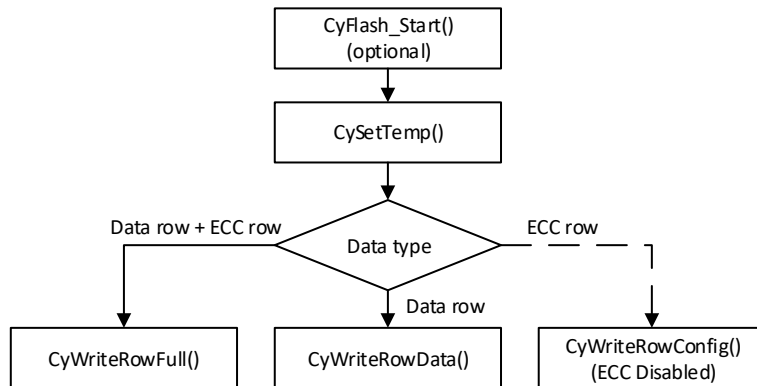 CyFlash_Start()
(optional)
CySetTemp()
Data row + ECC row
Data type
ECC row
Data row
CyWriteRowFull()
CyWriteRowData()
CyWriteRowConfig()
(ECC Disabled)